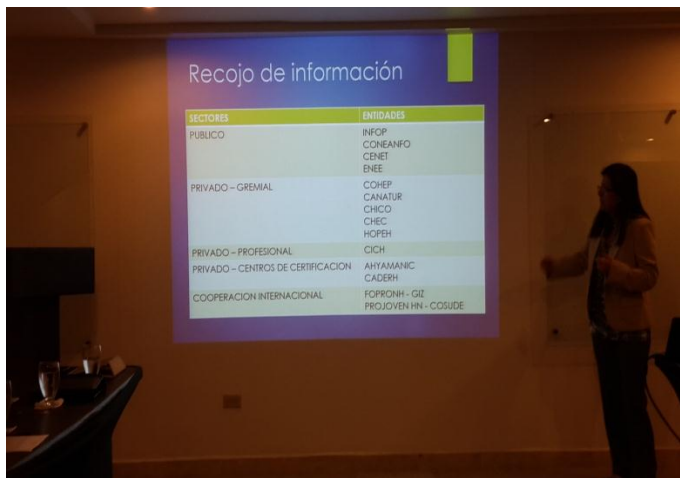 Recojo de información
SECTORES ENTIDADES
PUBLICO INFOP
CONEANFO
CENET
ENEE
PRIVADO – GREMIAL COHEP
CANATUR
CHICO
CHEC
HOPEH
PRIVADO – PROFESIONAL CICH
PRIVADO – CENTROS DE CERTIFICACION AHYAMANIC
CADERH
COOPERACION INTERNACIONAL FOPRONH - GIZ
PROJOVEN HN - COSUDE